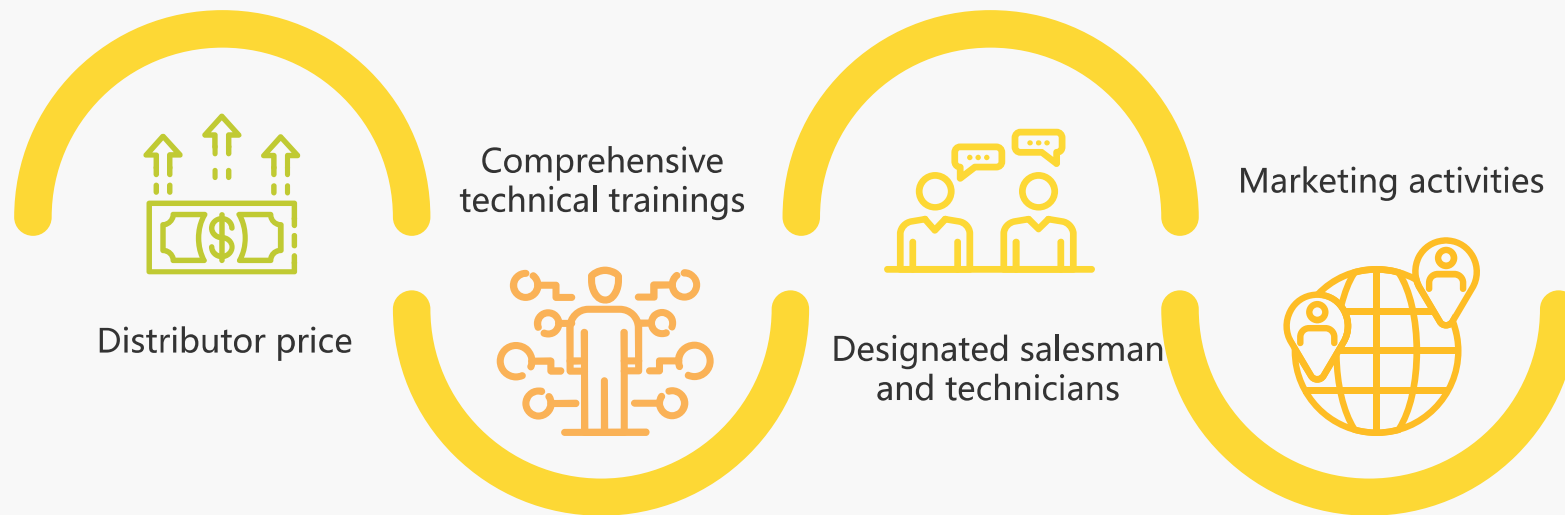 Distributor price
Comprehensive
technical trainings
Designated salesman
and technicians
Marketing activities